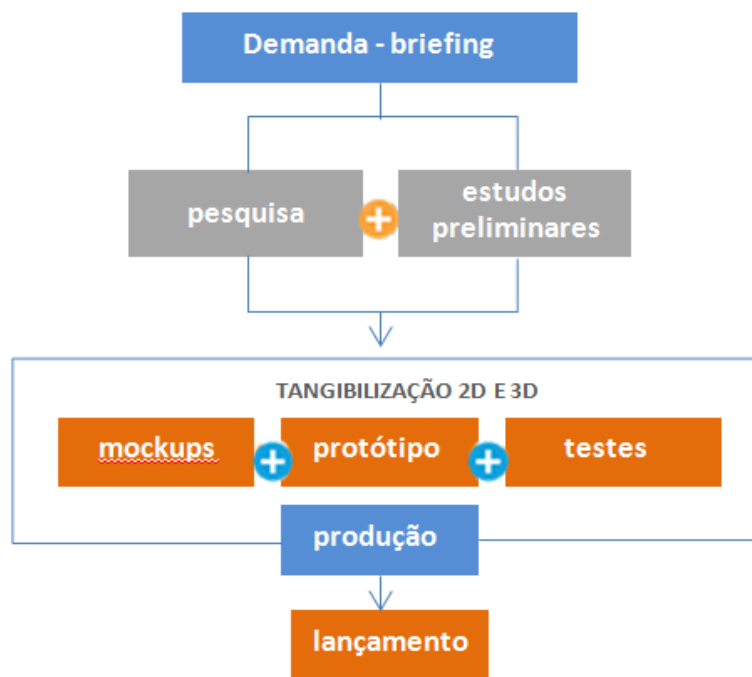 Demanda - briefing
pesquisa
estudos
preliminares
TANGIBILIZAÇÃO 2D E 3D
mockups
protótipo
testes
produção
lançamento